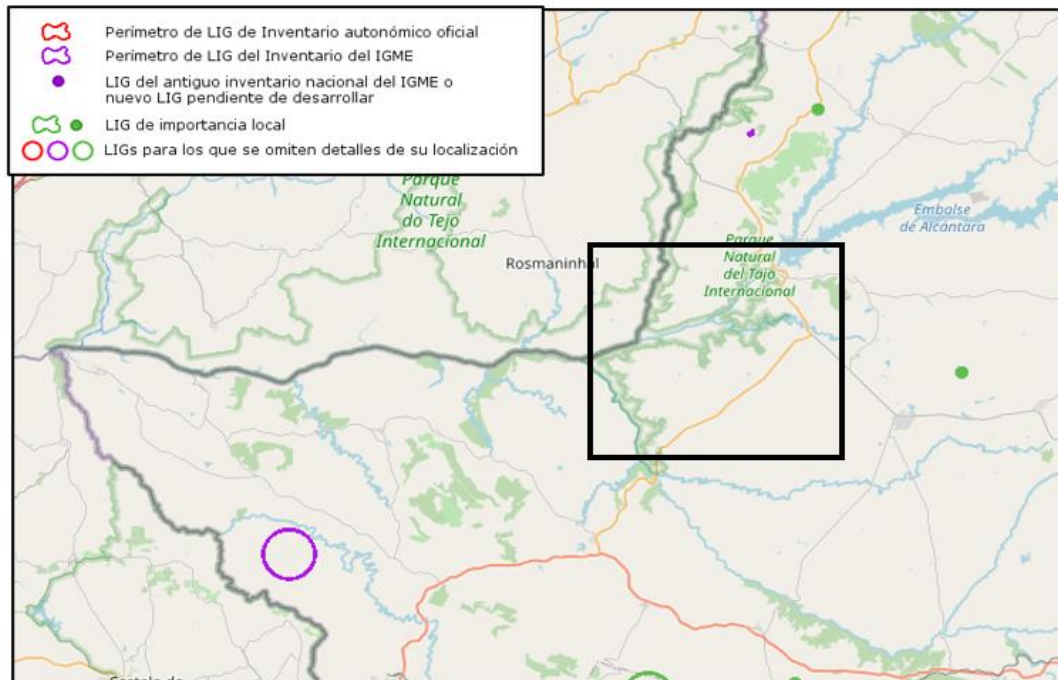 Perímetro de LIG de Inventario autonómico oficial
Perímetro de LIG del Inventario del IGME
LIG del antiguo inventario nacional del IGME o
nuevo LIG pendiente de desarrollar
LIG de importancia local
LIGs para los que se omiten detalles de su localización
Parque
Natural
do Tejo
Internacional
Embalse
de Alcántara
Rosmaninhal
Parque
Natural
del Tajo
Internacional